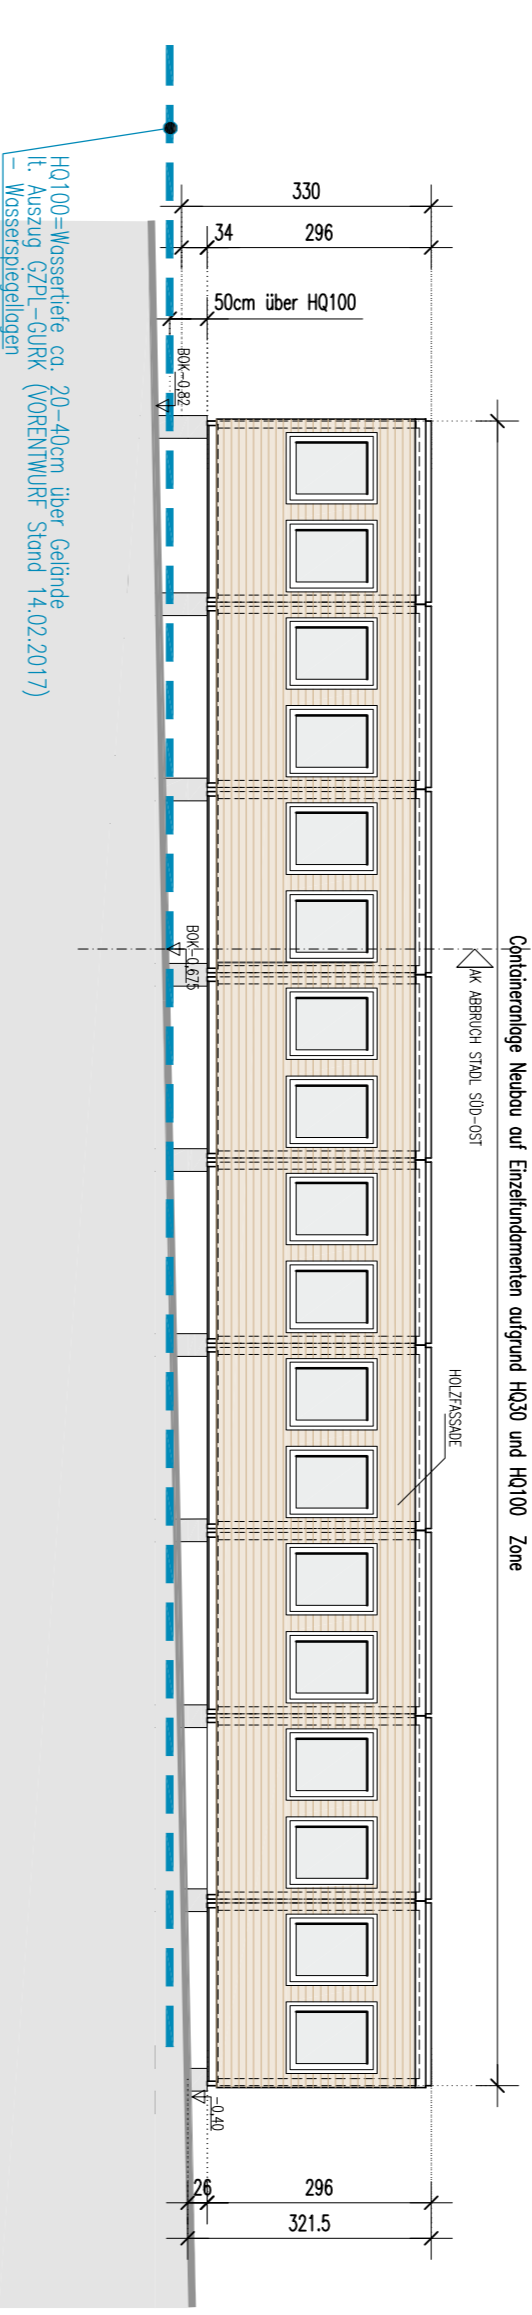 Containeranlage Neubau auf Einzelfundamenten aufgrund HQ30 und HQ100 Zone
AK ABBRUCH STADL SÜD-OST
HOLZFASSADE
330
34
296
50cm über HQ100
BOK-0,82
BOK-0,675
-0,40
26
296
321.5
HQ100=Wassertiefe ca. 20-40cm über Gelände
lt. Auszug GZPL-GURK (VORENTWURF Stand 14.02.2017)
- Wasserspiegellagen